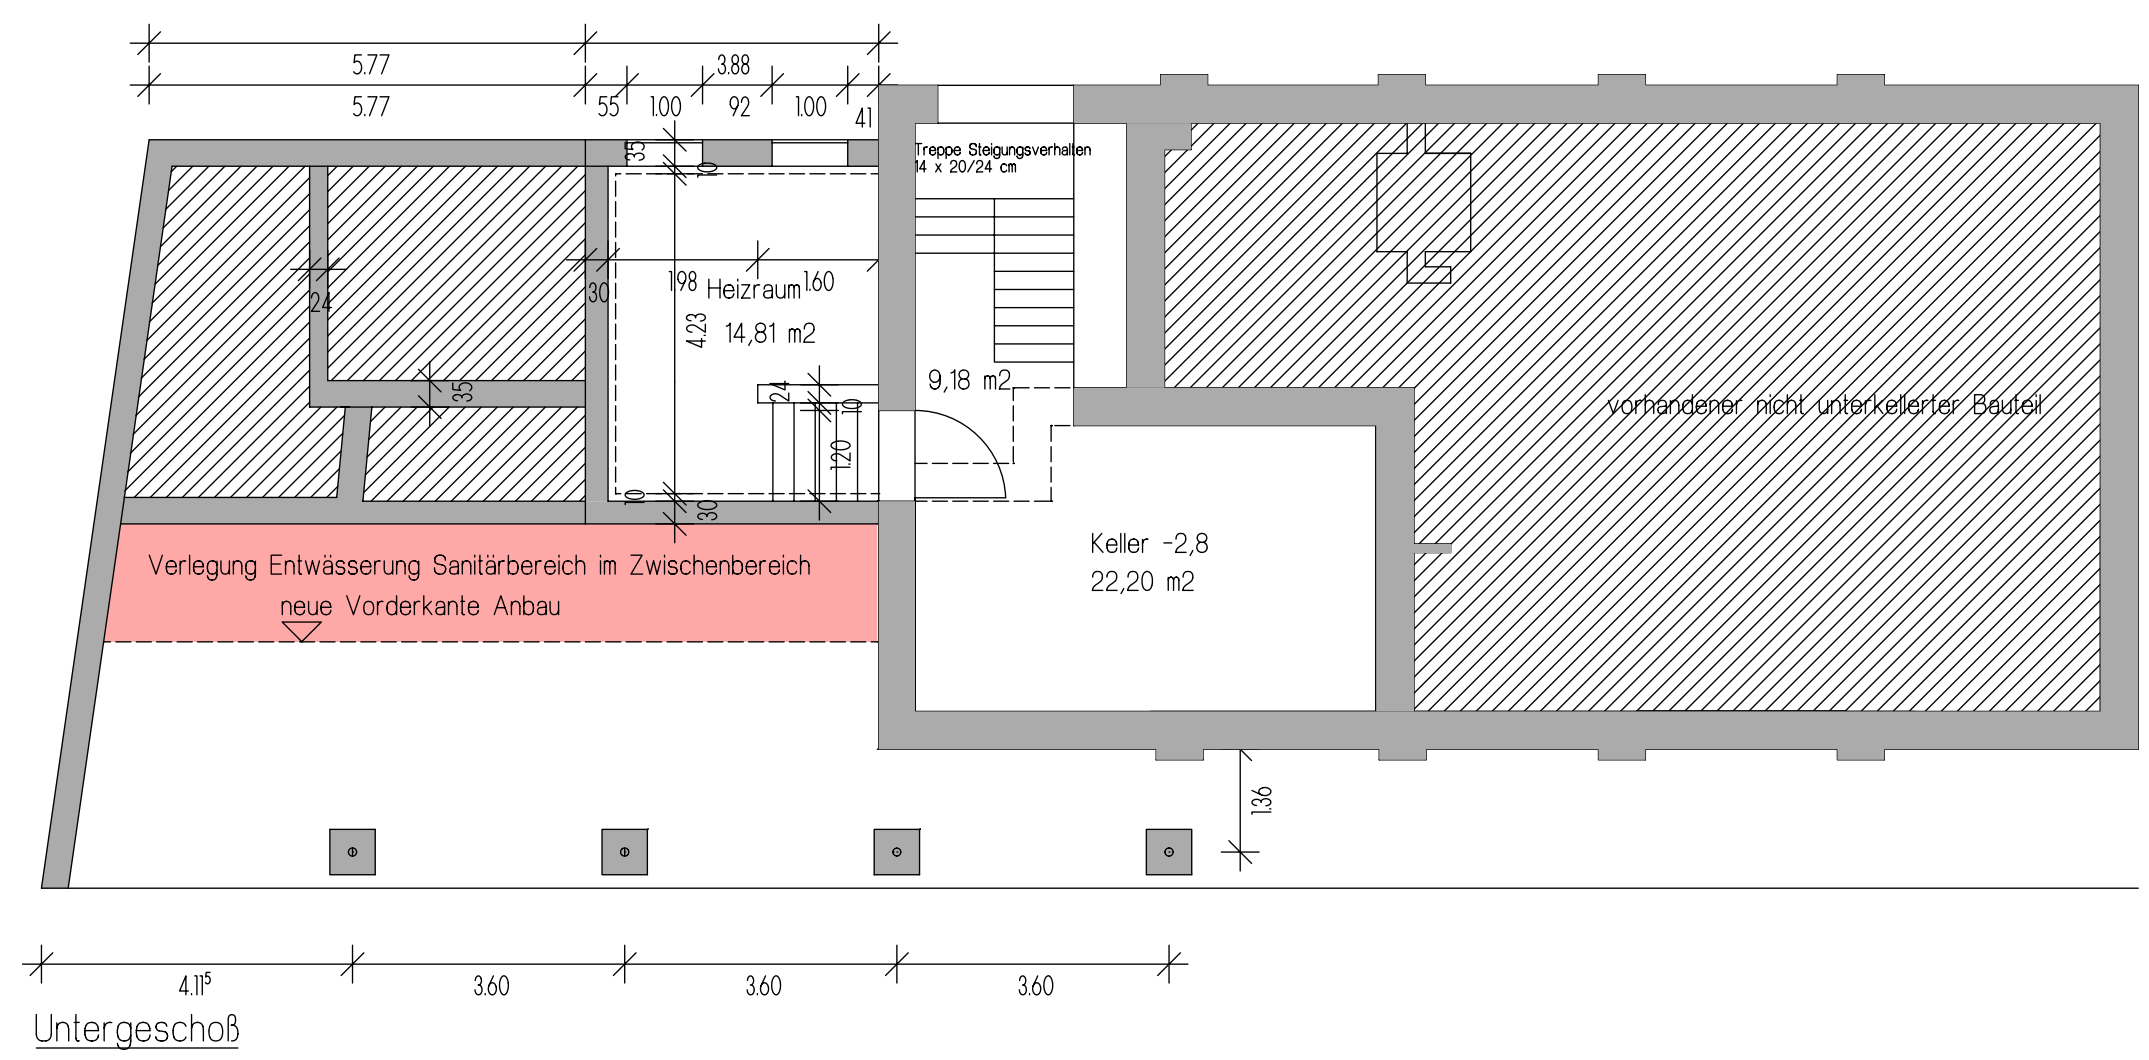 5.77
3.88
5.77
55
1.00
92
1.00
41
35
10
Treppe Steigungsverhalten
14 x 20/24 cm
24
30
1.98
Heizraum
1.60
4.23
14,81 m2
35
24
10
9,18 m2
vorhandener nicht unterkellerter Bauteil
1.20
10
30
Keller -2,8
22,20 m2
Verlegung Entwässerung Sanitärbereich im Zwischenbereich
neue Vorderkante Anbau
1.36
4.11⁵
3.60
3.60
3.60
Untergeschoß